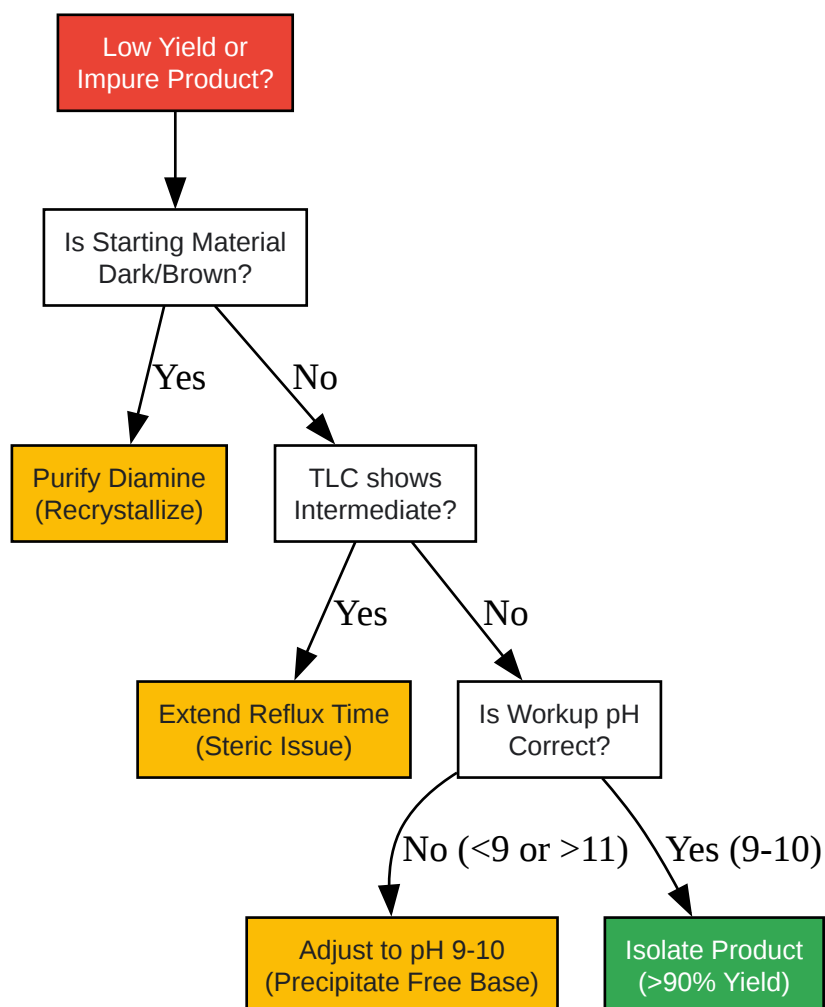 Low Yield or
Impure Product?
Is Starting Material
Dark/Brown?
Yes
No
Purify Diamine
(Recrystallize)
TLC shows
Intermediate?
Yes
No
Extend Reflux Time
(Steric Issue)
Is Workup pH
Correct?
No (<9 or >11)
Yes (9-10)
Adjust to pH 9-10
(Precipitate Free Base)
Isolate Product
(>90% Yield)